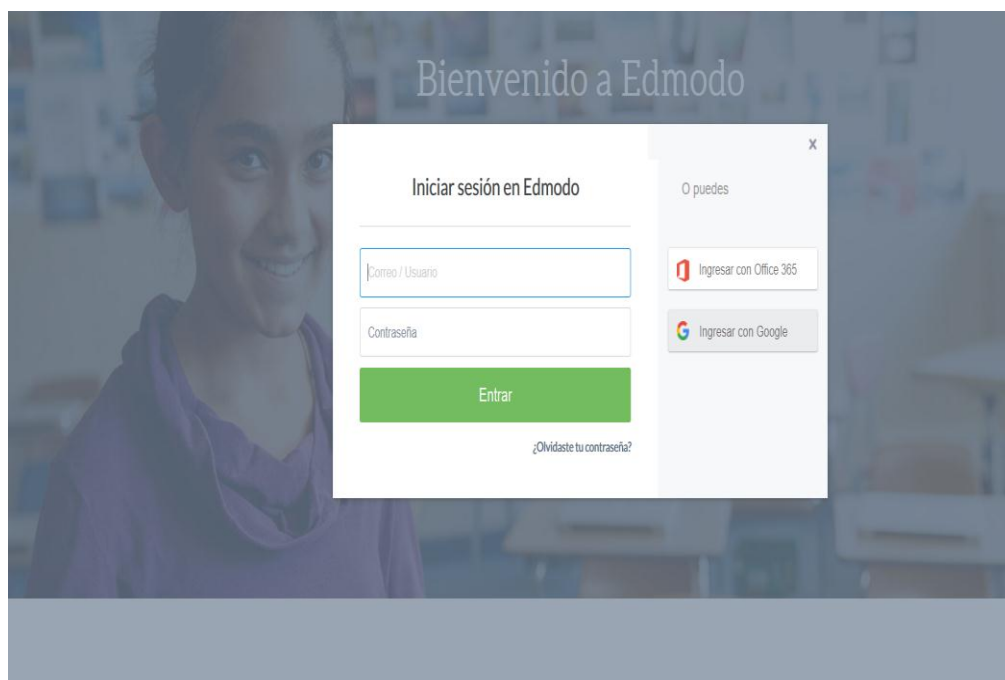 Bienvenido a Edmodo
x
Iniciar sesión en Edmodo
Correo / Usuario
Contraseña
Entrar
¿Olvidaste tu contraseña?
O puedes
Ingresar con Office 365
Ingresar con Google